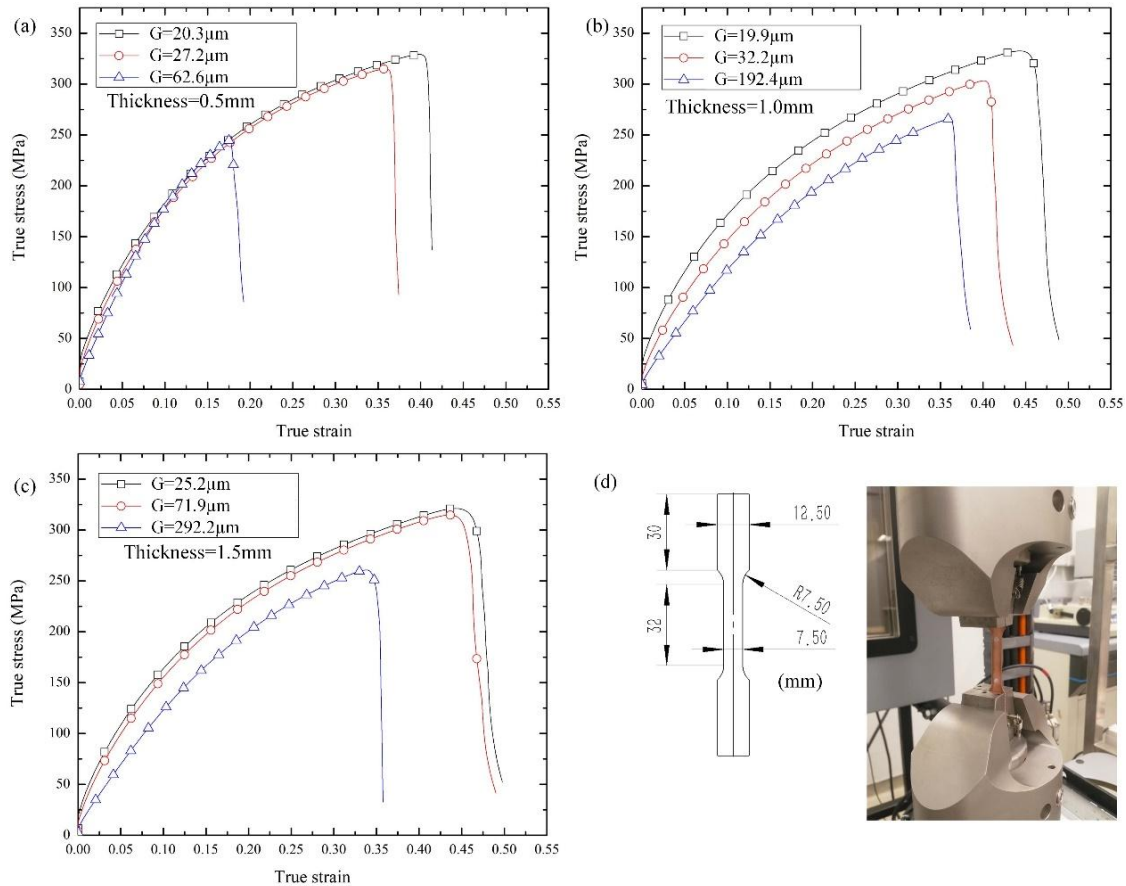 (a)
G=20.3µm
G=27.2µm
G=62.6µm
Thickness=0.5mm
350
300
250
200
150
100
50
0
True stress (MPa)
0.00 0.05 0.10 0.15 0.20 0.25 0.30 0.35 0.40 0.45 0.50 0.55
True strain
(b)
G=19.9µm
G=32.2µm
G=192.4µm
Thickness=1.0mm
350
300
250
200
150
100
50
0
True stress (MPa)
0.00 0.05 0.10 0.15 0.20 0.25 0.30 0.35 0.40 0.45 0.50 0.55
True strain
(c)
G=25.2µm
G=71.9µm
G=292.2µm
Thickness=1.5mm
350
300
250
200
150
100
50
0
True stress (MPa)
0.00 0.05 0.10 0.15 0.20 0.25 0.30 0.35 0.40 0.45 0.50 0.55
True strain
(d)
30
12,50
R7,50
32
7,50
(mm)